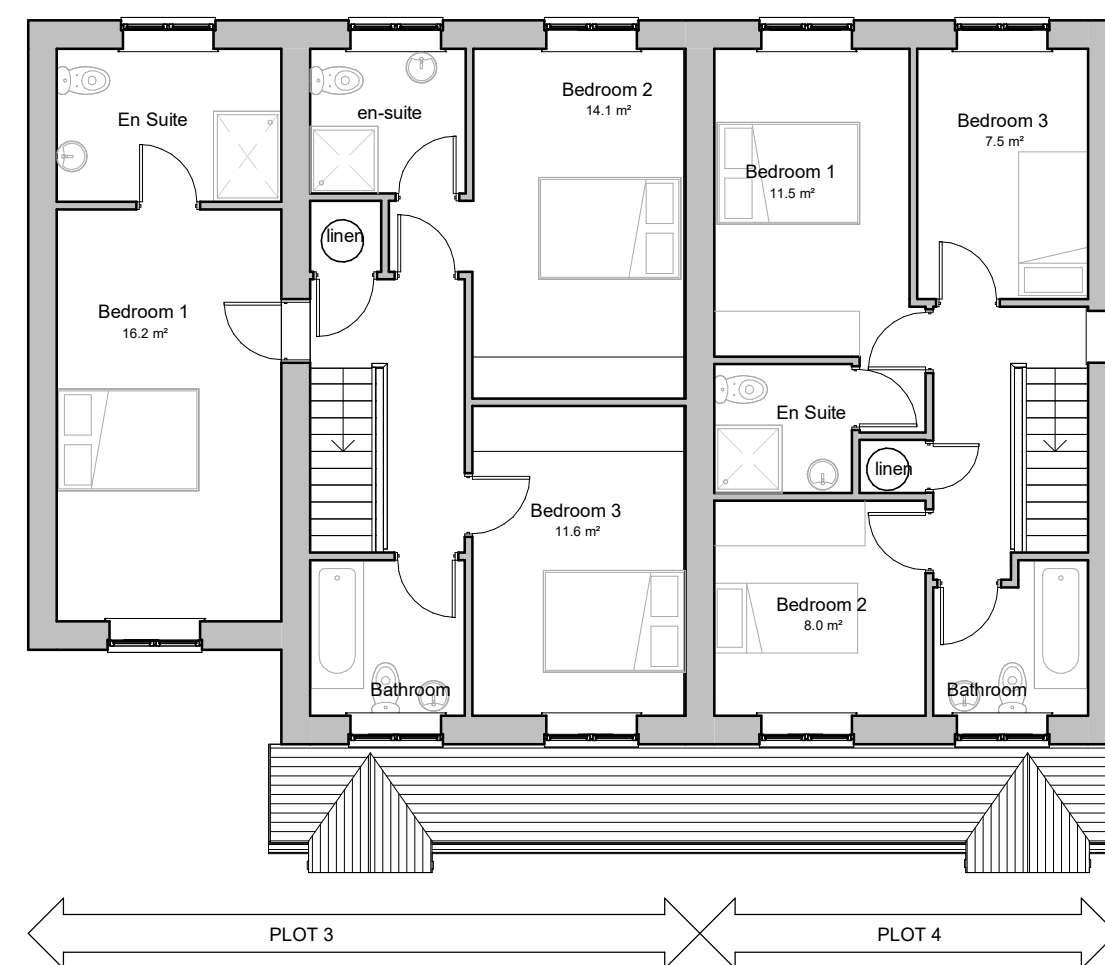 En Suite
en-suite
Bedroom 2
14.1 m²
Bedroom 1
11.5 m²
Bedroom 3
7.5 m²
linen
Bedroom 1
16.2 m²
En Suite
linen
Bedroom 3
11.6 m²
Bedroom 2
8.0 m²
Bathroom
Bathroom
PLOT 3
PLOT 4